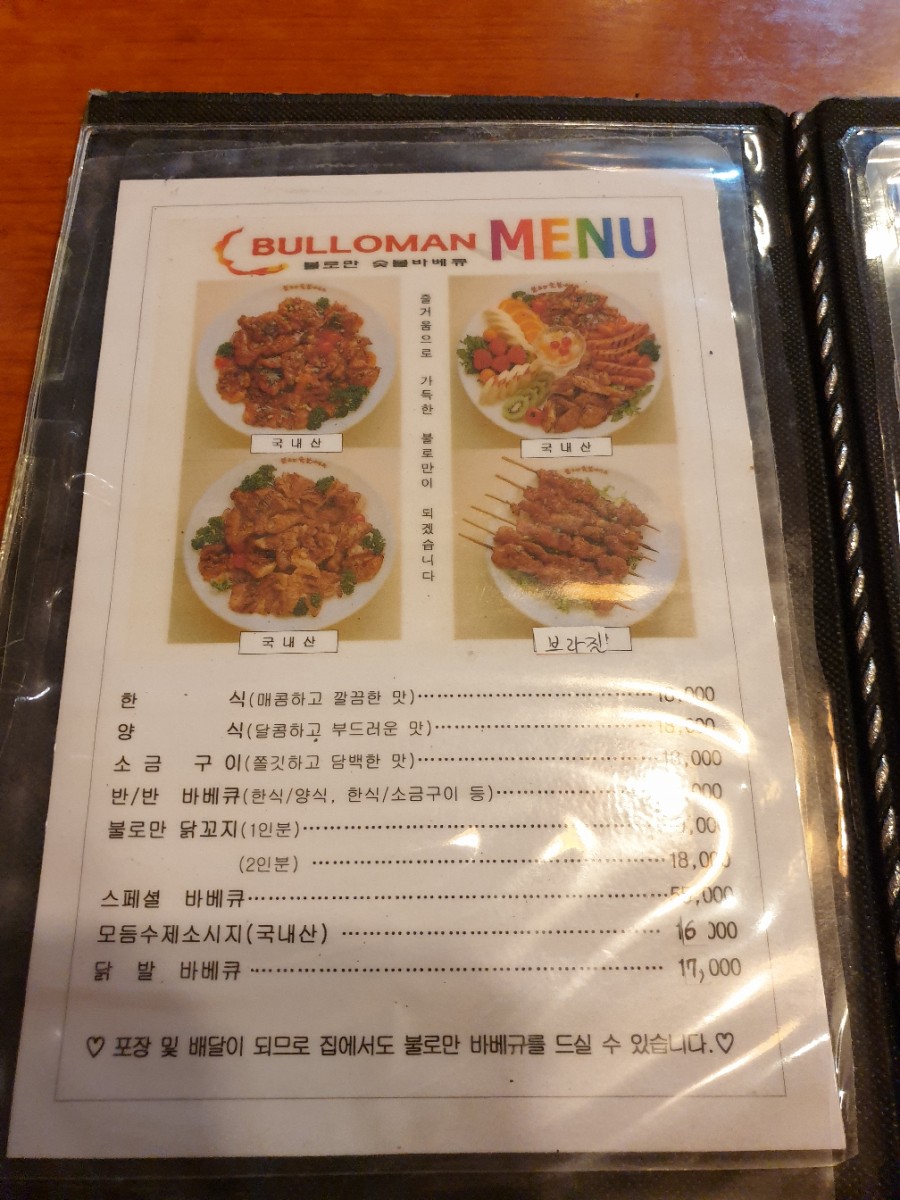 BULLOMAN MENU
불로만 숯불바베큐
즐거움으로 가득한 불로만이 되겠습니다
국내산
국내산
국내산
브라질
한 식(매콤하고 깔끔한 맛)
양 식(달콤하고 부드러운 맛)
소금 구이(쫄깃하고 담백한 맛)
반/반 바베큐(한식/양식, 한식/소금구이 등)
불로만 닭꼬지(1인분)
(2인분) 18,000
스페셜 바베큐
모듬수제소시지(국내산) 16 000
닭 발 바베큐 17,000
♡ 포장 및 배달이 되므로 집에서도 불로만 바베큐를 드실 수 있습니다.♡